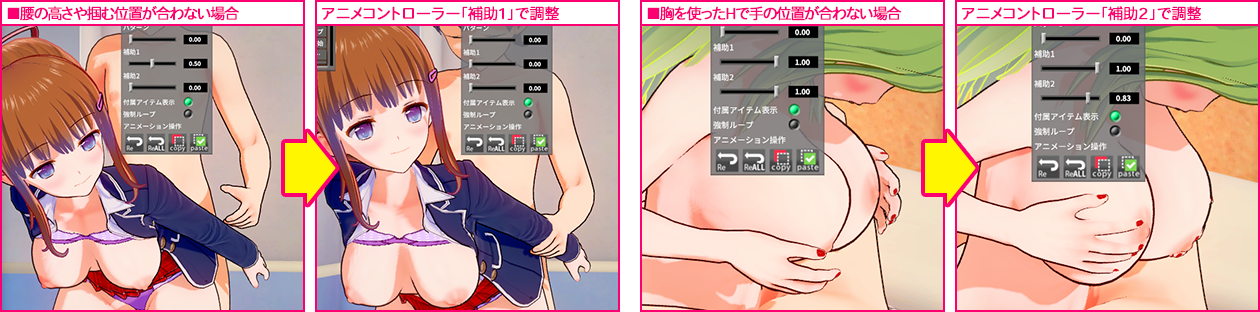 ■腰の高さや掴む位置が合わない場合
アニメコントローラー「補助1」で調整
■胸を使ったHで手の位置が合わない場合
アニメコントローラー「補助2」で調整
パターン
0.00
補助1
0.50
補助2
0.00
付属アイテム表示
強制ループ
アニメーション操作
Re
ReALL
copy
paste
パターン
0.00
補助1
0.00
補助2
0.00
付属アイテム表示
強制ループ
アニメーション操作
Re
ReALL
copy
paste
0.00
補助1
1.00
補助2
1.00
付属アイテム表示
強制ループ
アニメーション操作
Re
ReALL
copy
paste
0.00
補助1
1.00
補助2
0.83
付属アイテム表示
強制ループ
アニメーション操作
Re
ReALL
copy
paste